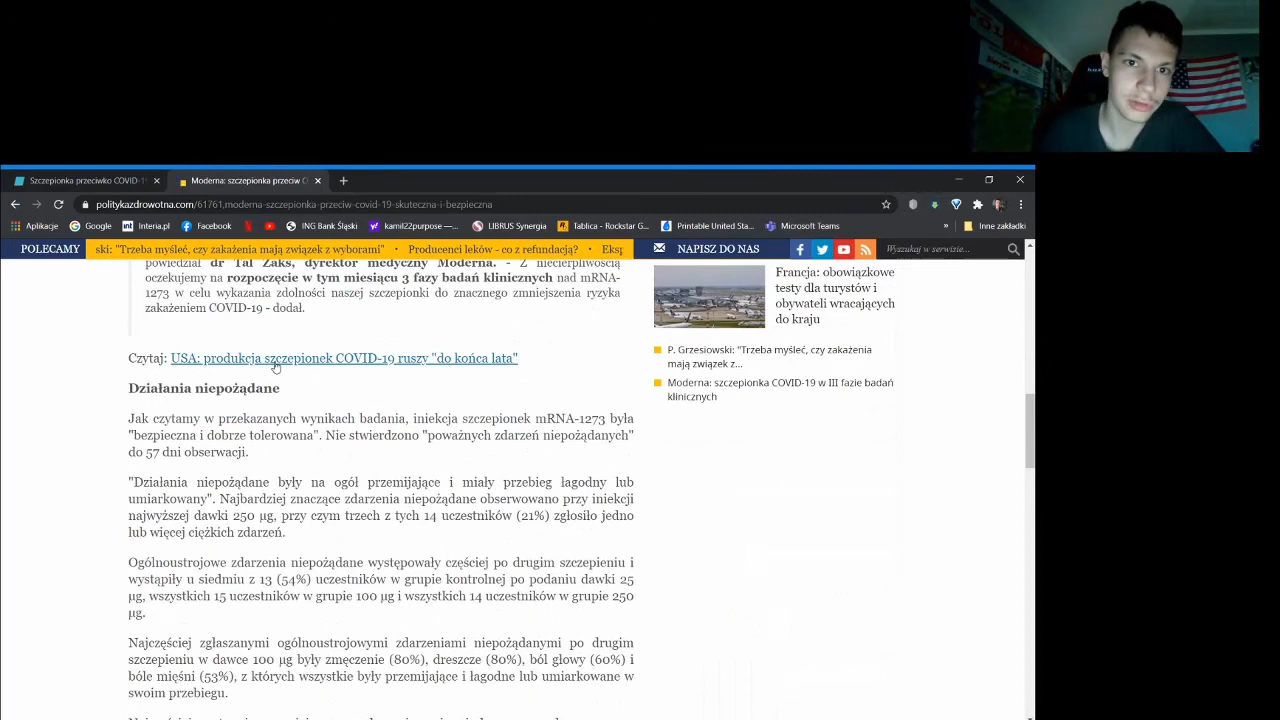 Szczepionka przeciwko COVID-1
Moderna: szczepionka przeciw C
politykazdrowotna.com/61761,moderna-szczepionka-przeciw-covid-19-skuteczna-i-bezpieczna
Aplikacje
Google
Interia.pl
Facebook
ING Bank Śląski
kamil22purpose —...
LIBRUS Synergia
Tablica – Rockstar G...
Printable United Sta...
Microsoft Teams
»
Inne zakładki
POLECAMY
ski: "Trzeba myśleć, czy zakażenia mają związek z wyborami" • Producenci leków - co z refundacją? • Eksp
NAPISZ DO NAS
Wyszukaj w serwisie...
powiedział dr Tal Zaks, dyrektor medyczny Moderna. - Z niecierpliwością
oczekujemy na rozpoczęcie w tym miesiącu 3 fazy badań klinicznych nad mRNA-
1273 w celu wykazania zdolności naszej szczepionki do znacznego zmniejszenia ryzyka
zakażeniem COVID-19 - dodał.
Czytaj: USA: produkcja szczepionek COVID-19 ruszy "do końca lata"
Działania niepożądane
Jak czytamy w przekazanych wynikach badania, iniekcja szczepionek mRNA-1273 była
"bezpieczna i dobrze tolerowana". Nie stwierdzono "poważnych zdarzeń niepożądanych"
do 57 dni obserwacji.
"Działania niepożądane były na ogół przemijające i miały przebieg łagodny lub
umiarkowany". Najbardziej znaczące zdarzenia niepożądane obserwowano przy iniekcji
najwyższej dawki 250 µg, przy czym trzech z tych 14 uczestników (21%) zgłosiło jedno
lub więcej ciężkich zdarzeń.
Ogólnoustrojowe zdarzenia niepożądane występowały częściej po drugim szczepieniu i
wystąpiły u siedmiu z 13 (54%) uczestników w grupie kontrolnej po podaniu dawki 25
µg, wszystkich 15 uczestników w grupie 100 µg i wszystkich 14 uczestników w grupie 250
µg.
Najczęściej zgłaszanymi ogólnoustrojowymi zdarzeniami niepożądanymi po drugim
szczepieniu w dawce 100 µg były zmęczenie (80%), dreszcze (80%), ból głowy (60%) i
bóle mięśni (53%), z których wszystkie były przemijające i łagodne lub umiarkowane w
swoim przebiegu.
Francja: obowiązkowe
testy dla turystów i
obywateli wracających
do kraju
P. Grzesiowski: "Trzeba myśleć, czy zakażenia
mają związek z...
Moderna: szczepionka COVID-19 w III fazie badań
klinicznych